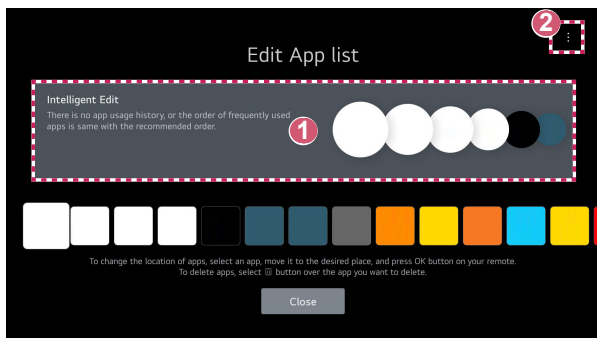 2
⋮
Edit App list
Intelligent Edit
There is no app usage history, or the order of frequently used
apps is same with the recommended order.
1
To change the location of apps, select an app, move it to the desired place, and press OK button on your remote.
To delete apps, select 🗑 button over the app you want to delete.
Close